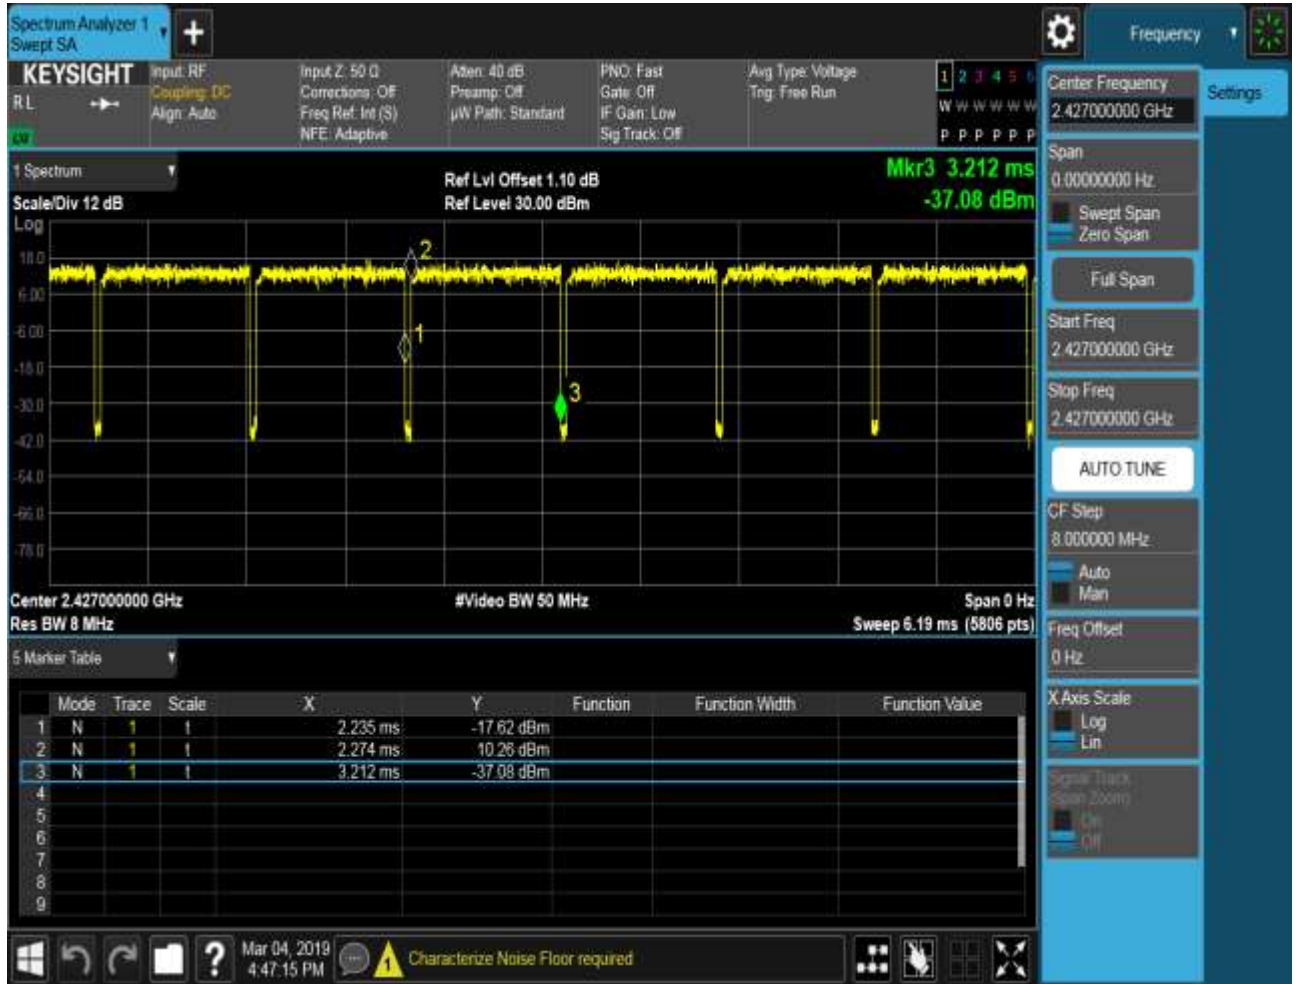 Spectrum Analyzer 1
Swept SA
+
Frequency
KEYSIGHT
RL
Input: RF
Coupling: DC
Align: Auto
Input Z: 50 Ω
Corrections: Off
Freq Ref: Int (S)
NFE: Adaptive
Atten: 40 dB
Preamp: Off
µW Path: Standard
PNO: Fast
Gate: Off
IF Gain: Low
Sig Track: Off
Avg Type: Voltage
Trig: Free Run
1 2 3 4 5 6
W W W W W W
P P P P P P
1 Spectrum
Scale/Div 12 dB
Log
Ref Lvl Offset 1.10 dB
Ref Level 30.00 dBm
Mkr3 3.212 ms
-37.08 dBm
18.0
6.00
-6.00
-18.0
-30.0
-42.0
-54.0
-66.0
-78.0
2
1
3
Center 2.427000000 GHz
Res BW 8 MHz
#Video BW 50 MHz
Span 0 Hz
Sweep 6.19 ms (5806 pts)
5 Marker Table
Mode Trace Scale X Y Function Function Width Function Value
1 N 1 t 2.235 ms -17.62 dBm
2 N 1 t 2.274 ms 10.26 dBm
3 N 1 t 3.212 ms -37.08 dBm
4
5
6
7
8
9
Mar 04, 2019
4:47:15 PM
?
1
Characterize Noise Floor required
Settings
Center Frequency
2.427000000 GHz
Span
0.00000000 Hz
Swept Span
Zero Span
Full Span
Start Freq
2.427000000 GHz
Stop Freq
2.427000000 GHz
AUTO TUNE
CF Step
8.000000 MHz
Auto
Man
Freq Offset
0 Hz
X Axis Scale
Log
Lin
Signal Track
(Span Zoom)
On
Off